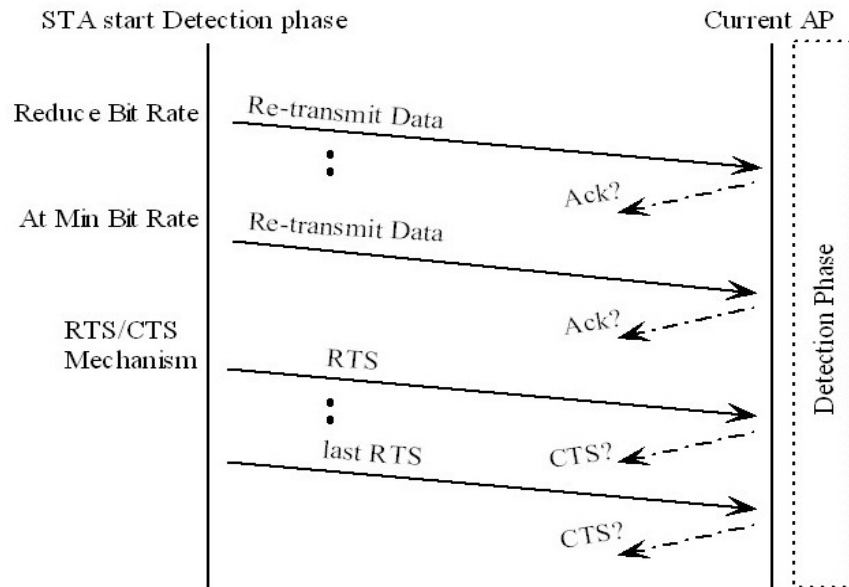 STA start Detection phase
Current AP
Reduce Bit Rate
Re-transmit Data
Ack?
At Min Bit Rate
Re-transmit Data
Ack?
RTS/CTS
Mechanism
RTS
CTS?
last RTS
CTS?
Detection Phase